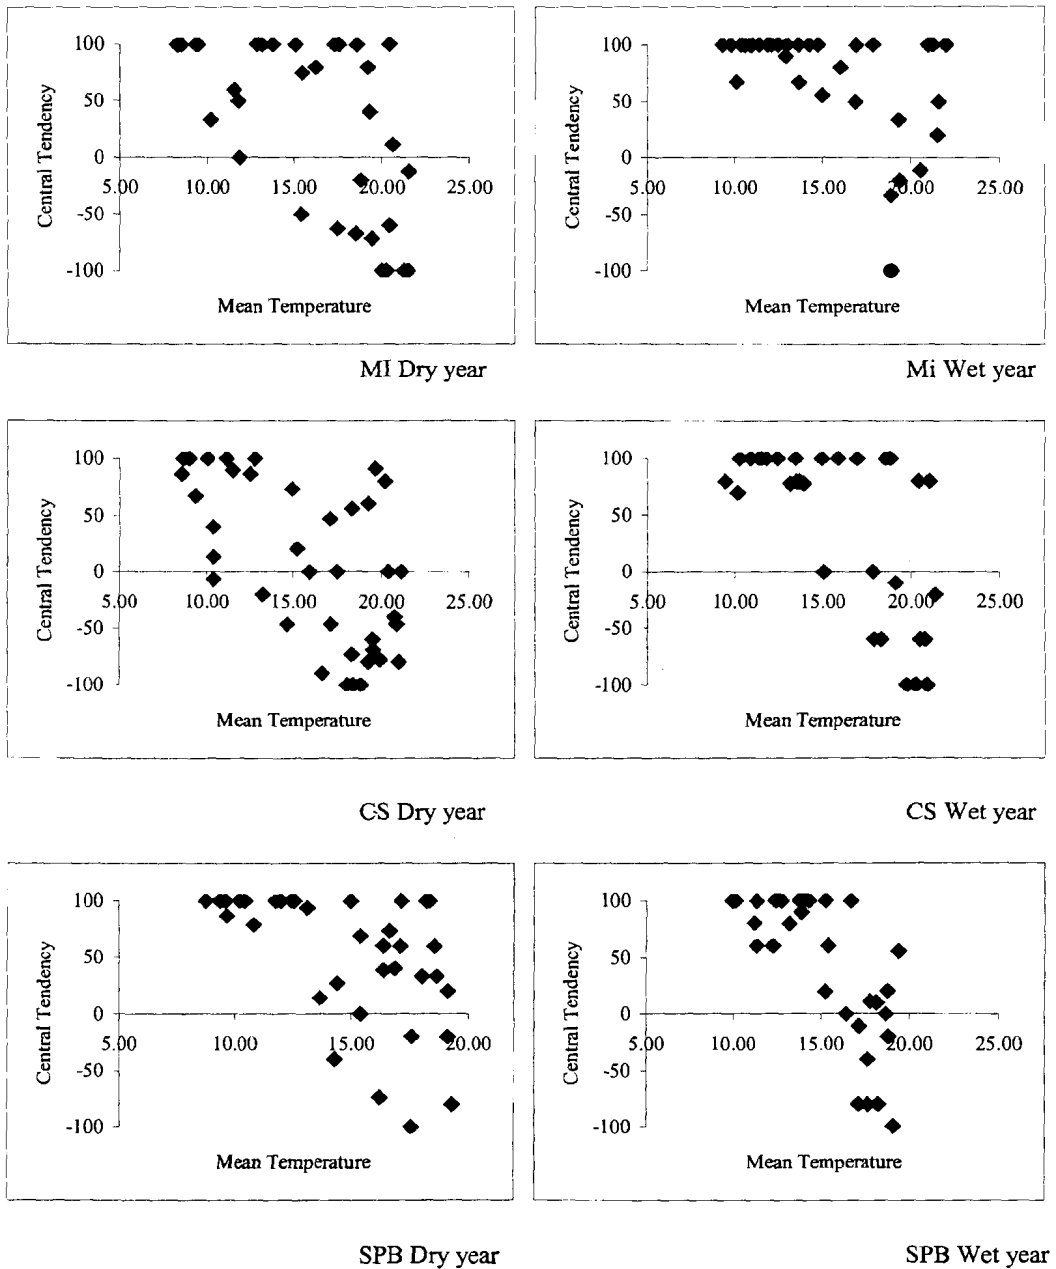 100
50
0
-50
-100
Central Tendency
5.00 10.00 15.00 20.00 25.00
Mean Temperature
MI Dry year
100
50
0
-50
-100
Central Tendency
5.00 10.00 15.00 20.00 25.00
Mean Temperature
Mi Wet year
100
50
0
-50
-100
Central Tendency
5.00 10.00 15.00 20.00 25.00
Mean Temperature
CS Dry year
100
50
0
-50
-100
Central Tendency
5.00 10.00 15.00 20.00 25.00
Mean Temperature
CS Wet year
100
50
0
-50
-100
Central Tendency
5.00 10.00 15.00 20.00
Mean Temperature
SPB Dry year
100
50
0
-50
-100
Central Tendency
5.00 10.00 15.00 20.00 25.00
Mean Temperature
SPB Wet year